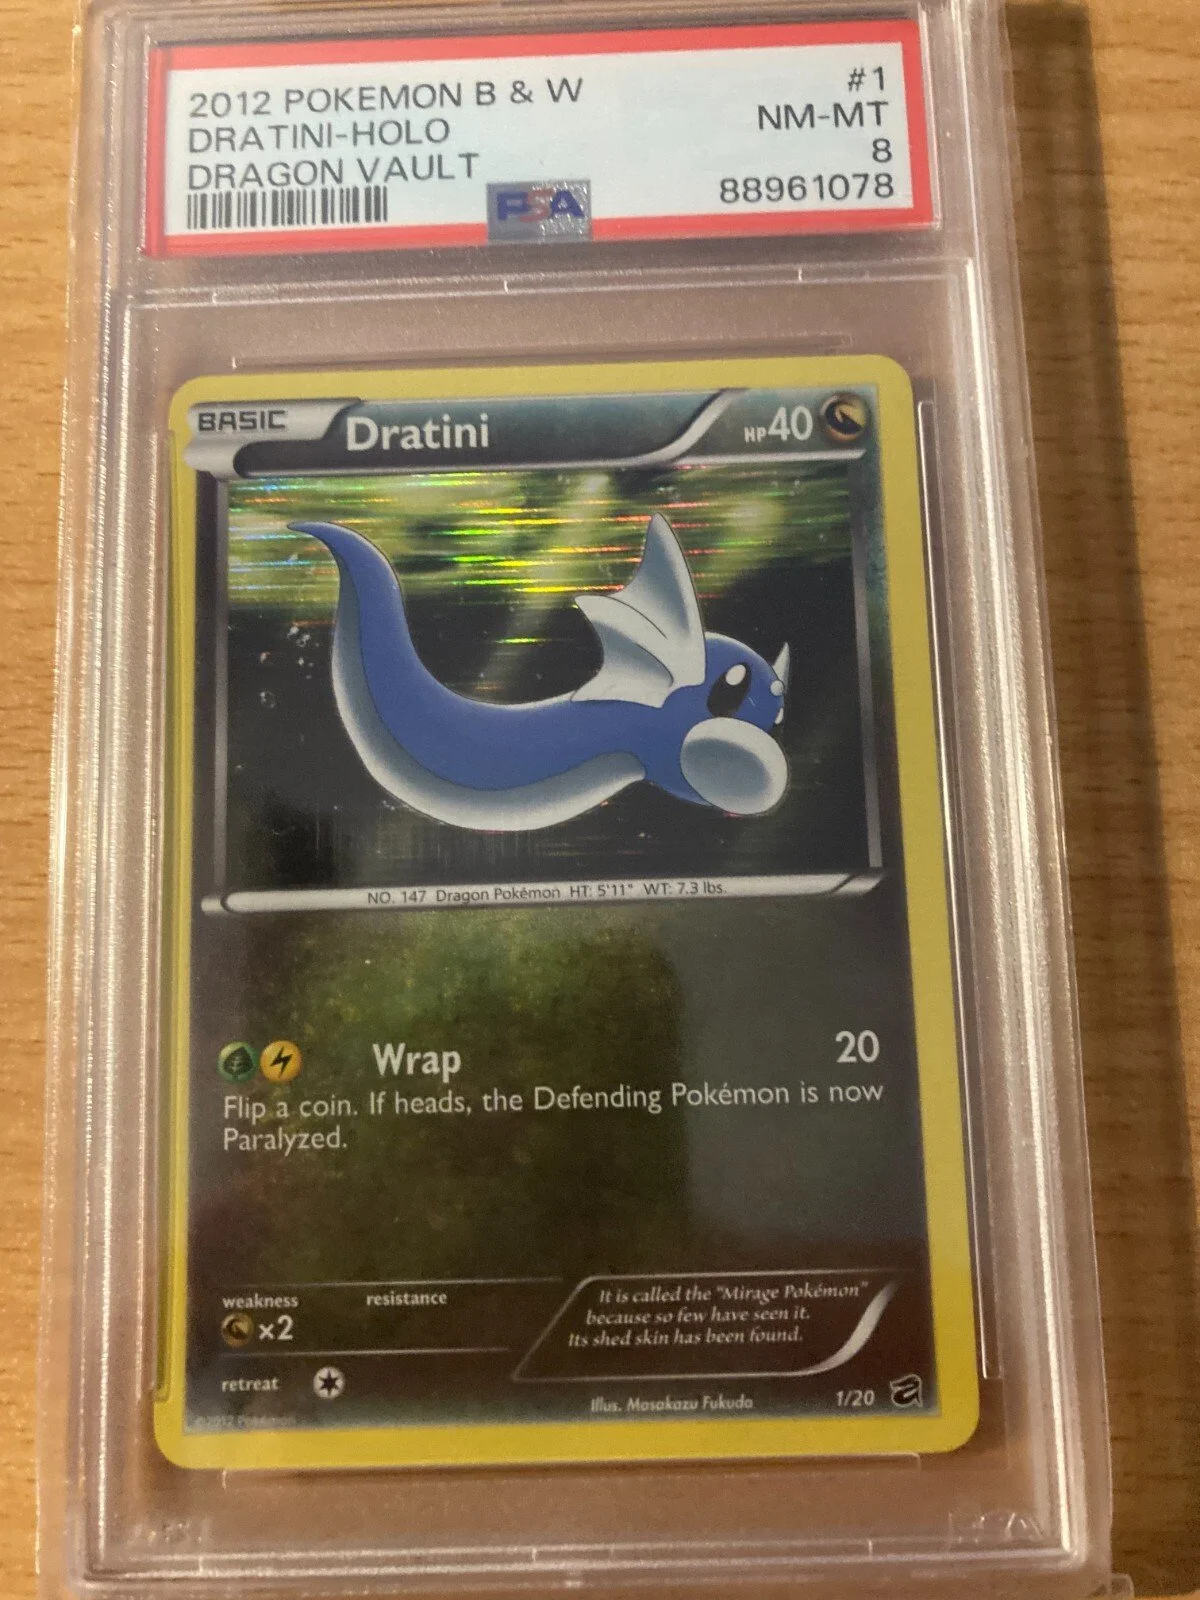 2012 POKEMON B & W #1
DRATINI-HOLO NM-MT
DRAGON VAULT 8
88961078
PSA
BASIC Dratini HP40
NO. 147 Dragon Pokémon HT: 5'11" WT: 7.3 lbs.
Wrap 20
Flip a coin. If heads, the Defending Pokémon is now
Paralyzed.
weakness resistance
×2
It is called the "Mirage Pokémon"
because so few have seen it.
Its shed skin has been found.
retreat
Illus. Masakazu Fukuda 1/20
©2012 Pokémon